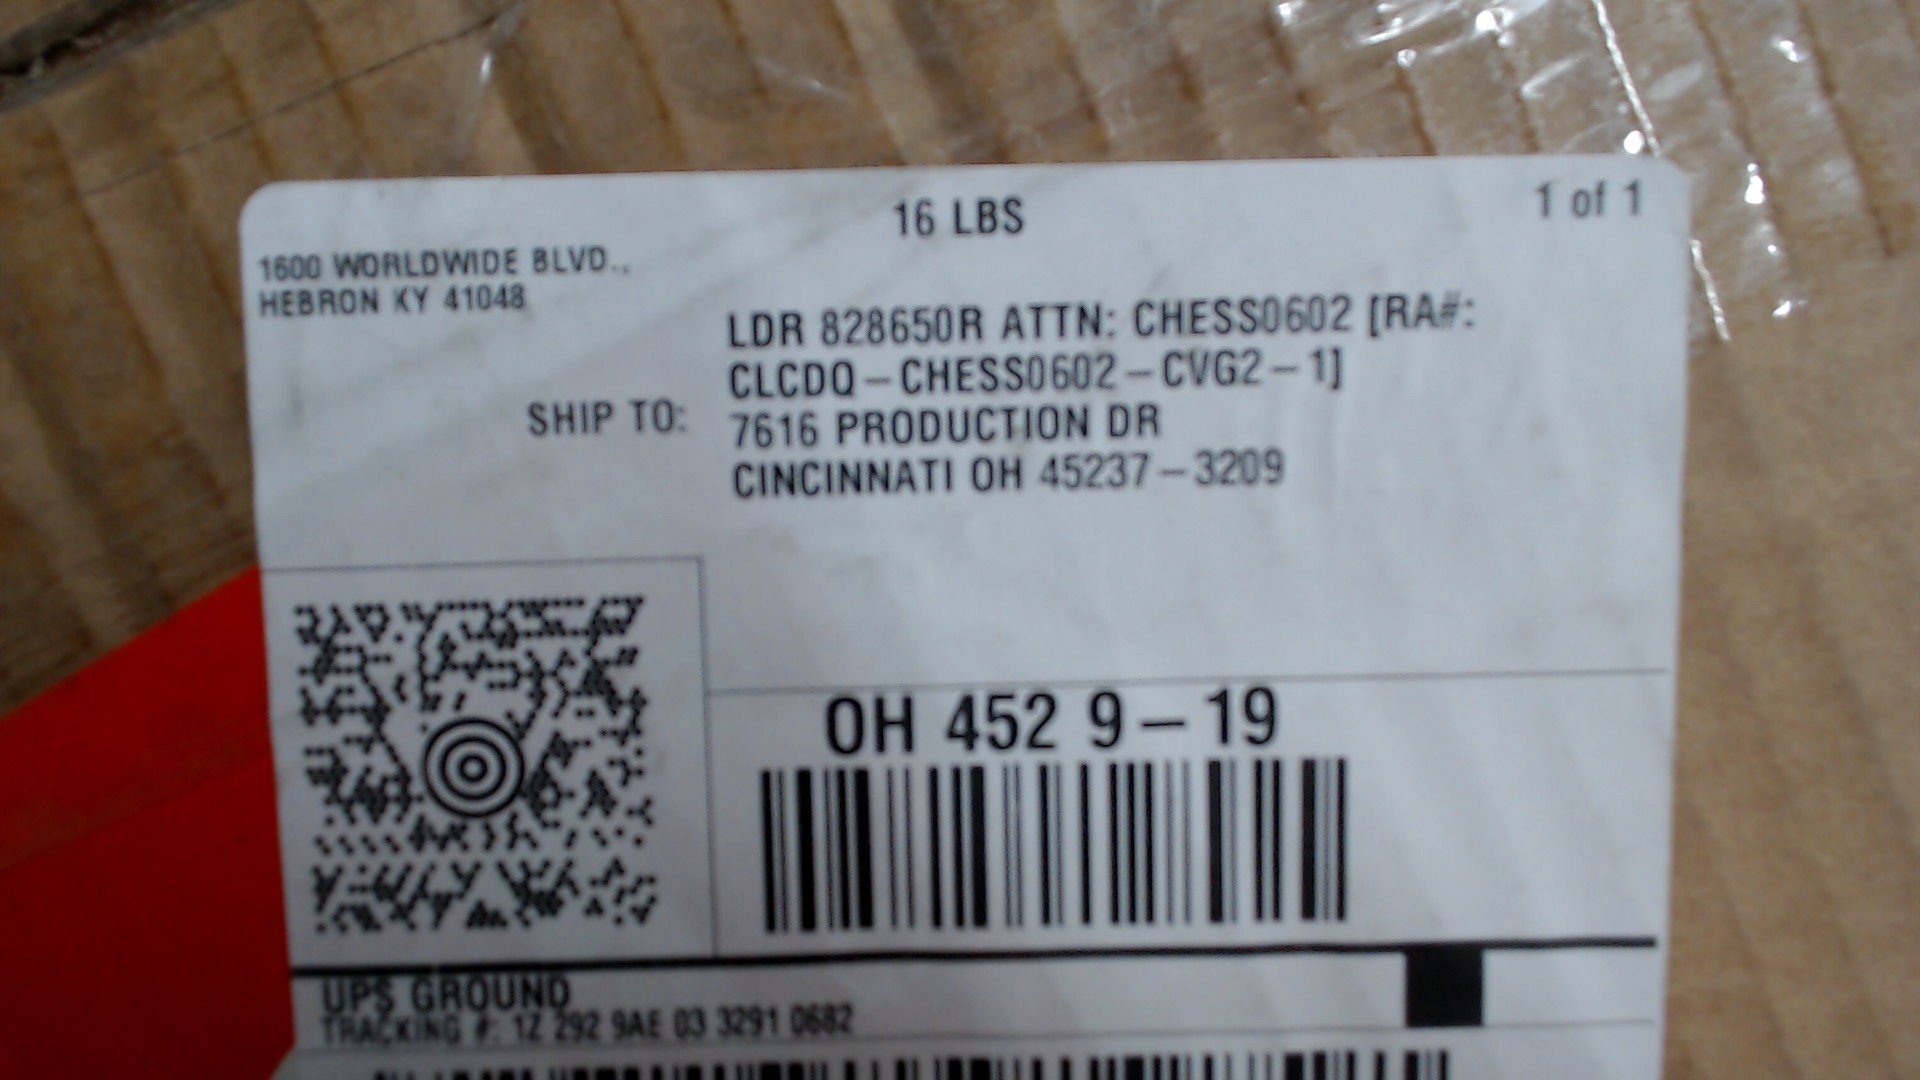 16 LBS
1 of 1
1600 WORLDWIDE BLVD.,
HEBRON KY 41048
LDR 828650R ATTN: CHESS0602 [RA#:
CLCDQ-CHESS0602-CVG2-1]
SHIP TO: 7616 PRODUCTION DR
CINCINNATI OH 45237-3209
OH 452 9-19
UPS GROUND
TRACKING #: 1Z 292 9AE 03 3291 0682